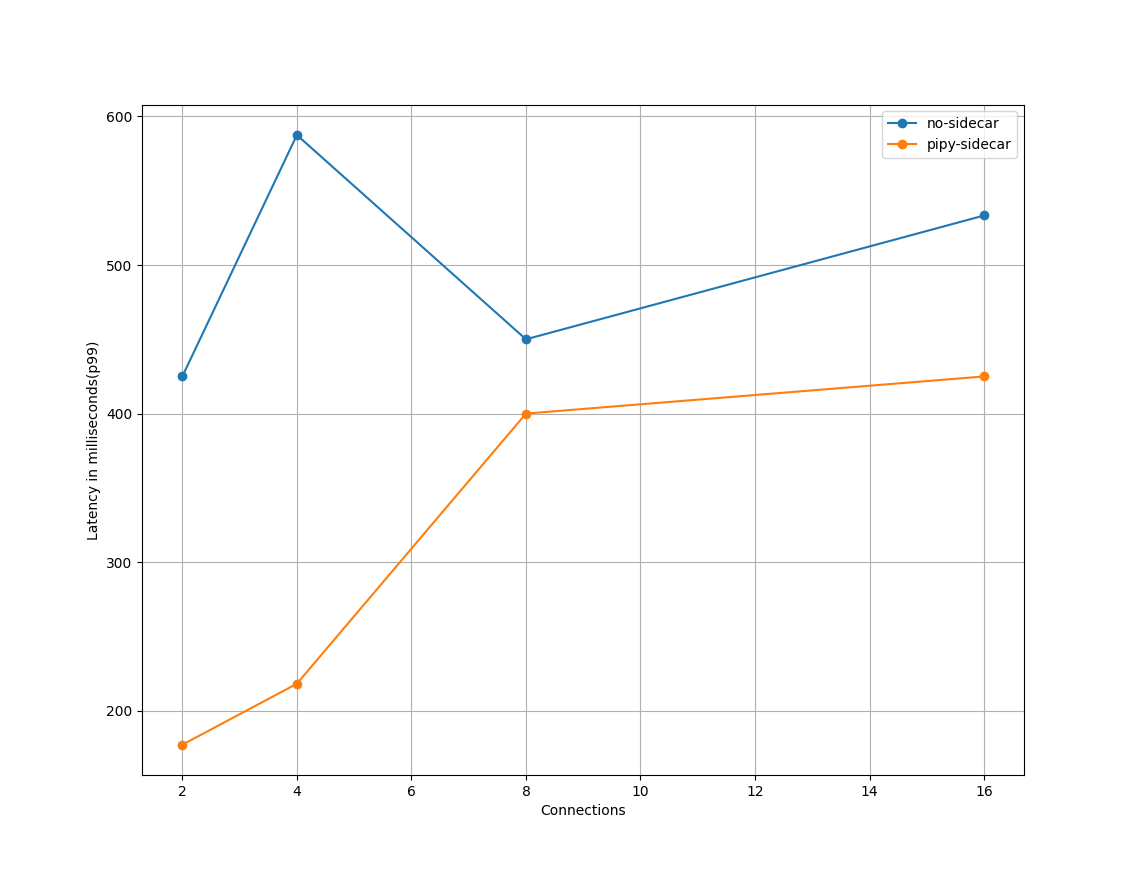 600
500
400
300
200
Latency in milliseconds(p99)
no-sidecar
pipy-sidecar
2 4 6 8 10 12 14 16
Connections